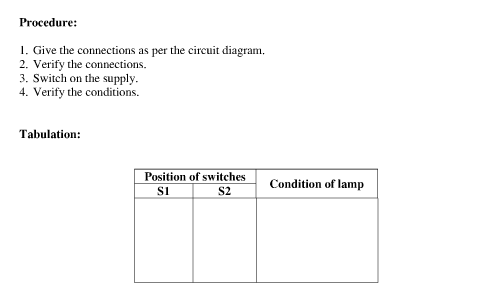 Procedure:
1. Give the connections as per the circuit diagram.
2. Verify the connections.
3. Switch on the supply.
4. Verify the conditions.
Tabulation:
Position of switches
Condition of lamp
S1 S2